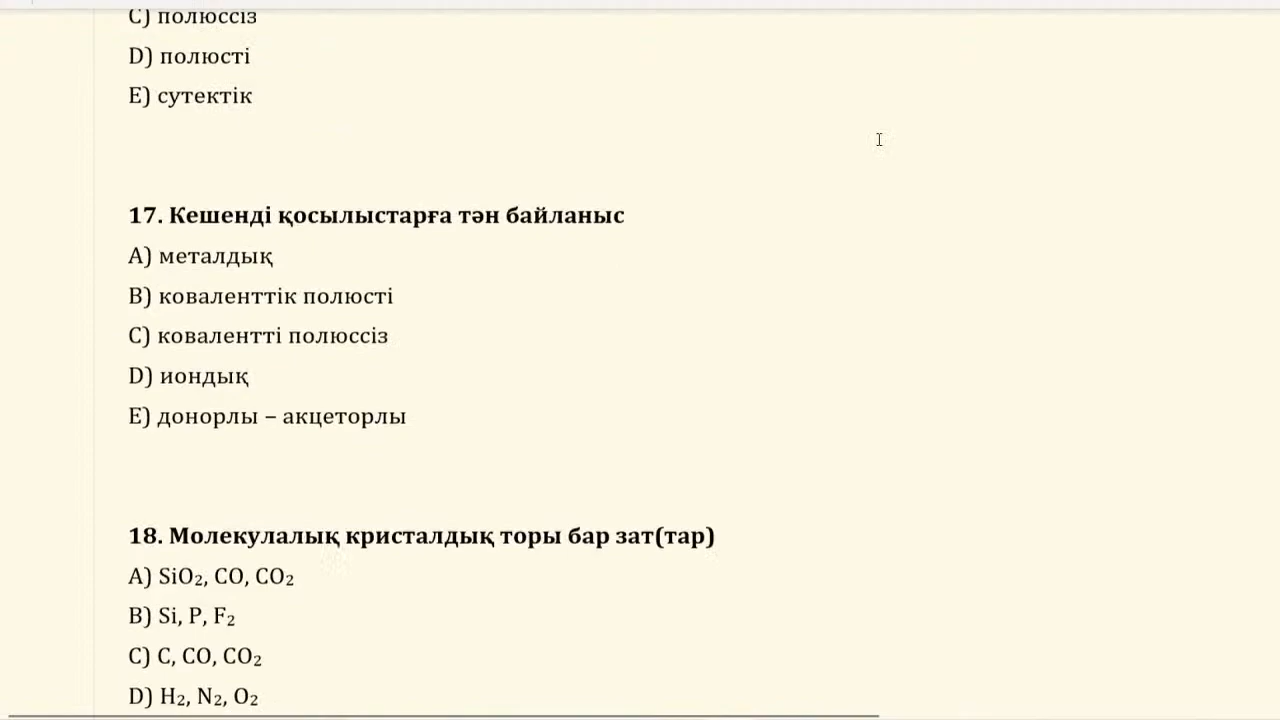 C) полюссіз
D) полюсті
E) сутектік
17. Кешенді қосылыстарға тән байланыс
A) металдық
B) коваленттік полюсті
C) ковалентті полюссіз
D) иондық
E) донорлы – акцеторлы
18. Молекулалық кристалдық торы бар зат(тар)
A) SiO₂, CO, CO₂
B) Si, P, F₂
C) C, CO, CO₂
D) H₂, N₂, O₂